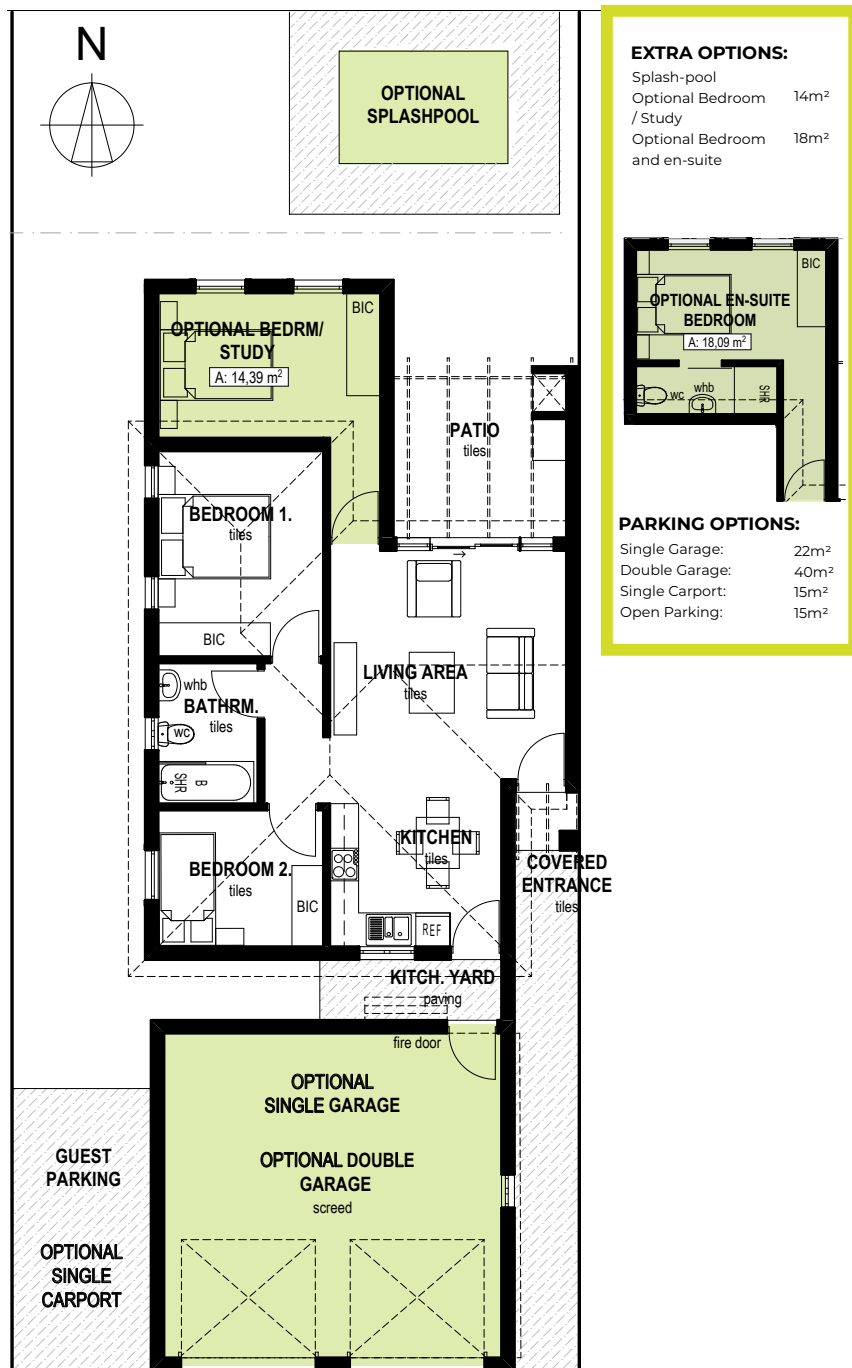 N
OPTIONAL
SPLASHPOOL
EXTRA OPTIONS:
Splash-pool
Optional Bedroom 14m²
/ Study
Optional Bedroom 18m²
and en-suite
BIC
OPTIONAL EN-SUITE
BEDROOM
A: 18,09 m²
wc
whb
SHR
PARKING OPTIONS:
Single Garage: 22m²
Double Garage: 40m²
Single Carport: 15m²
Open Parking: 15m²
BIC
OPTIONAL BEDRM/
STUDY
A: 14,39 m²
PATIO
tiles
BEDROOM 1.
tiles
BIC
LIVING AREA
tiles
whb
BATHRM.
tiles
wc
B
SHR
KITCHEN
tiles
BEDROOM 2.
tiles
BIC
REF
COVERED
ENTRANCE
tiles
KITCH. YARD
paving
fire door
OPTIONAL
SINGLE GARAGE
OPTIONAL DOUBLE
GARAGE
screed
GUEST
PARKING
OPTIONAL
SINGLE
CARPORT